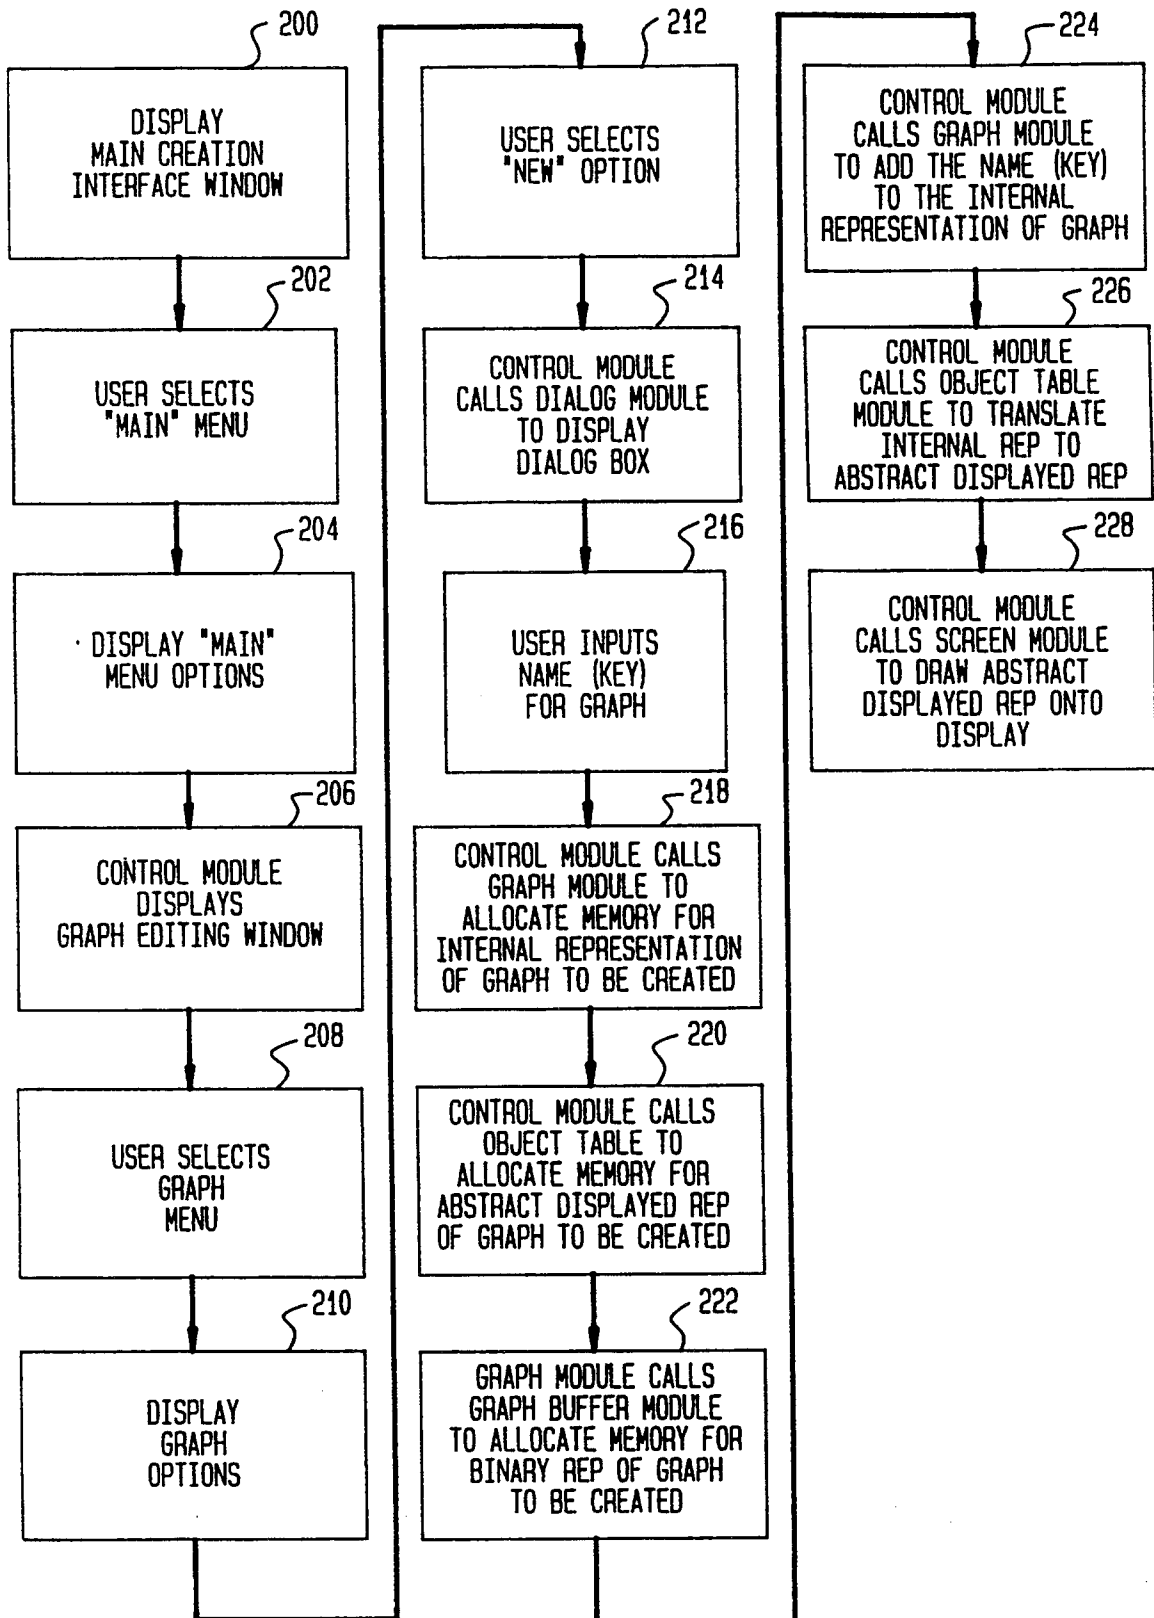 200
DISPLAY
MAIN CREATION
INTERFACE WINDOW
202
USER SELECTS
"MAIN" MENU
204
DISPLAY "MAIN"
MENU OPTIONS
206
CONTROL MODULE
DISPLAYS
GRAPH EDITING WINDOW
208
USER SELECTS
GRAPH
MENU
210
DISPLAY
GRAPH
OPTIONS
212
USER SELECTS
"NEW" OPTION
214
CONTROL MODULE
CALLS DIALOG MODULE
TO DISPLAY
DIALOG BOX
216
USER INPUTS
NAME (KEY)
FOR GRAPH
218
CONTROL MODULE CALLS
GRAPH MODULE TO
ALLOCATE MEMORY FOR
INTERNAL REPRESENTATION
OF GRAPH TO BE CREATED
220
CONTROL MODULE CALLS
OBJECT TABLE TO
ALLOCATE MEMORY FOR
ABSTRACT DISPLAYED REP
OF GRAPH TO BE CREATED
222
GRAPH MODULE CALLS
GRAPH BUFFER MODULE
TO ALLOCATE MEMORY FOR
BINARY REP OF GRAPH
TO BE CREATED
224
CONTROL MODULE
CALLS GRAPH MODULE
TO ADD THE NAME (KEY)
TO THE INTERNAL
REPRESENTATION OF GRAPH
226
CONTROL MODULE
CALLS OBJECT TABLE
MODULE TO TRANSLATE
INTERNAL REP TO
ABSTRACT DISPLAYED REP
228
CONTROL MODULE
CALLS SCREEN MODULE
TO DRAW ABSTRACT
DISPLAYED REP ONTO
DISPLAY